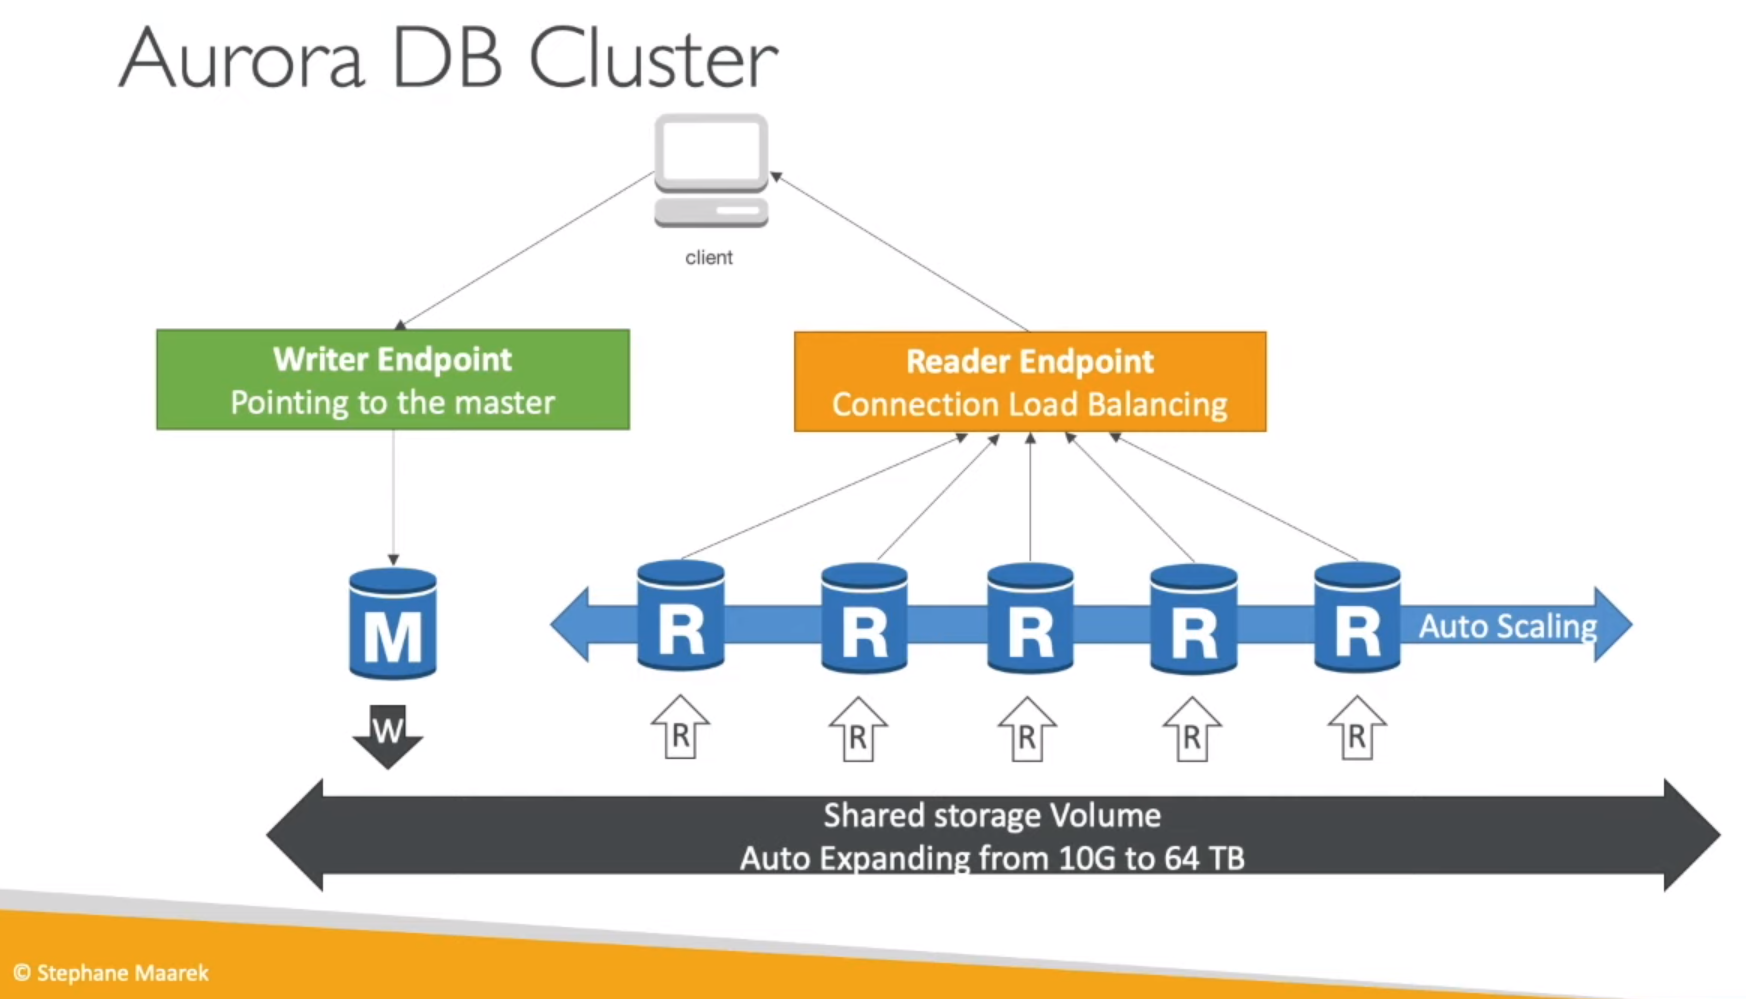 Aurora DB Cluster
client
Writer Endpoint
Pointing to the master
Reader Endpoint
Connection Load Balancing
M
R
R
R
R
R
Auto Scaling
W
R
R
R
R
R
Shared storage Volume
Auto Expanding from 10G to 64 TB
© Stephane Maarek